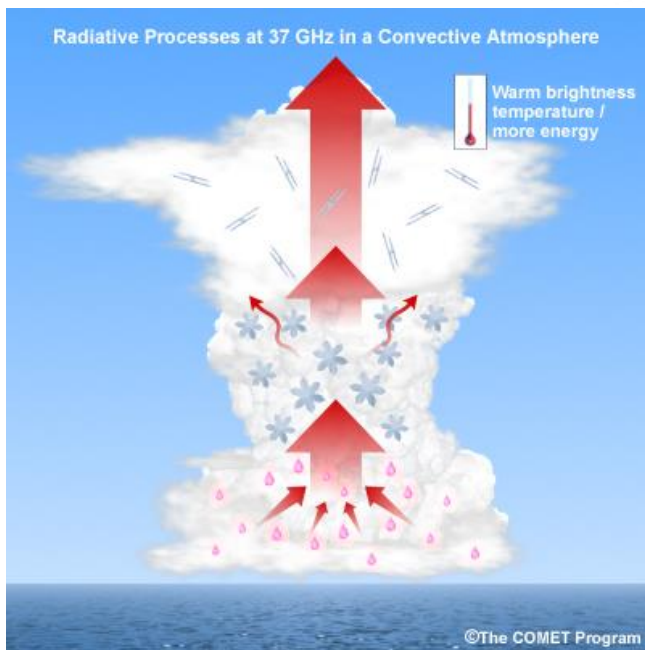 Radiative Processes at 37 GHz in a Convective Atmosphere
Warm brightness
temperature /
more energy
©The COMET Program